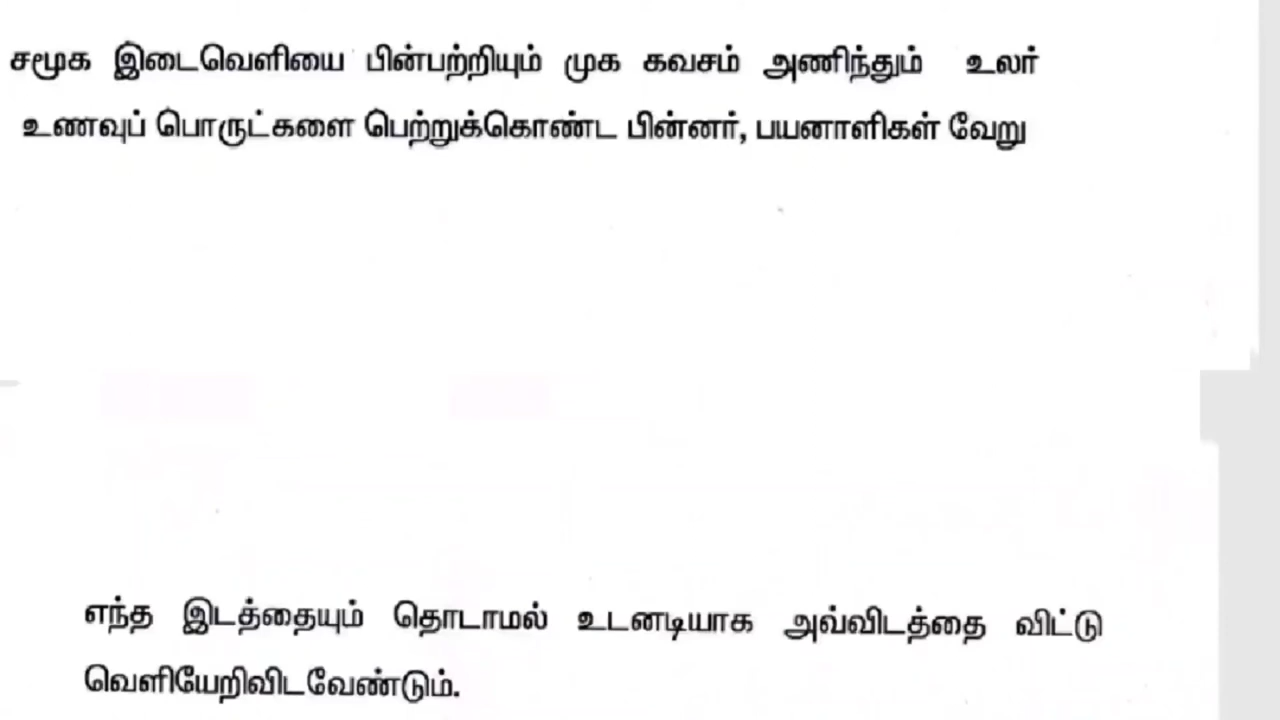 சமூக இடைவெளியை பின்பற்றியும் முக கவசம் அணிந்தும் உலர்
உணவுப் பொருட்களை பெற்றுக்கொண்ட பின்னர், பயனாளிகள் வேறு
எந்த இடத்தையும் தொடாமல் உடனடியாக அவ்விடத்தை விட்டு
வெளியேறிவிடவேண்டும்.